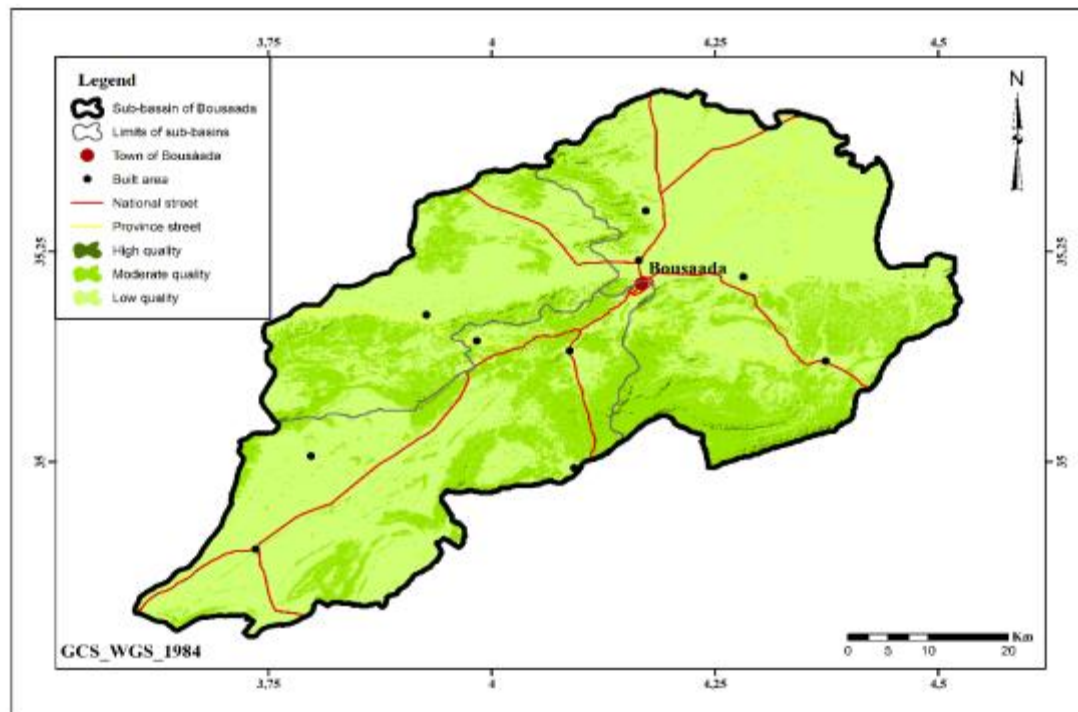 3,75 4 4,25 4,5
Legend
Sub-bassin of Bousaada
Limits of sub-basins
Town of Bousàada
Built area
National street
Province street
High quality
Moderate quality
Low quality
N
35,25 35,25
Bousaada
35 35
GCS_WGS_1984
Km
0 5 10 20
3,75 4 4,25 4,5